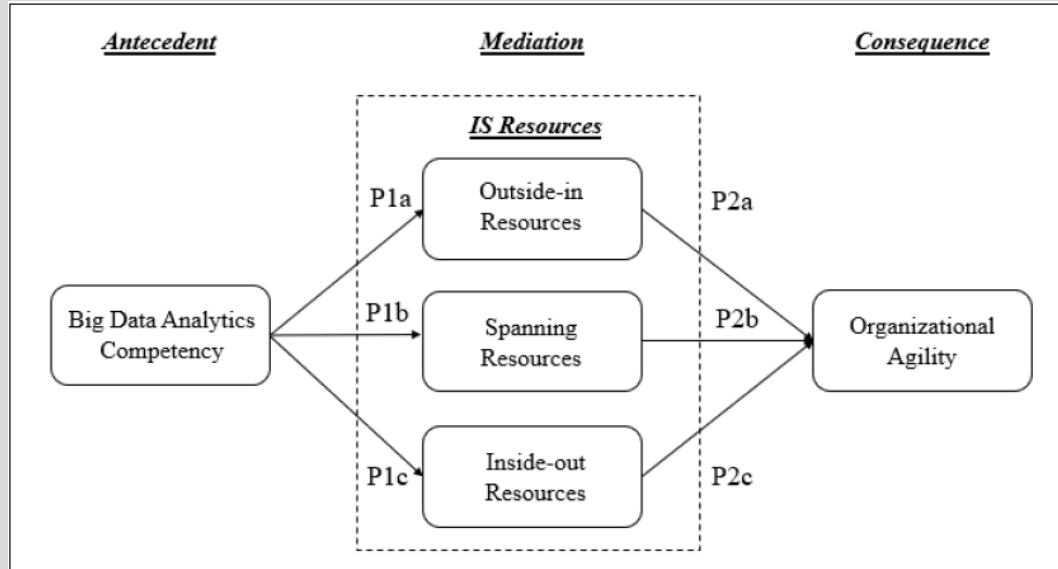 Antecedent
Mediation
Consequence
IS Resources
P1a
Outside-in
Resources
P2a
Big Data Analytics
Competency
P1b
Spanning
Resources
P2b
Organizational
Agility
P1c
Inside-out
Resources
P2c